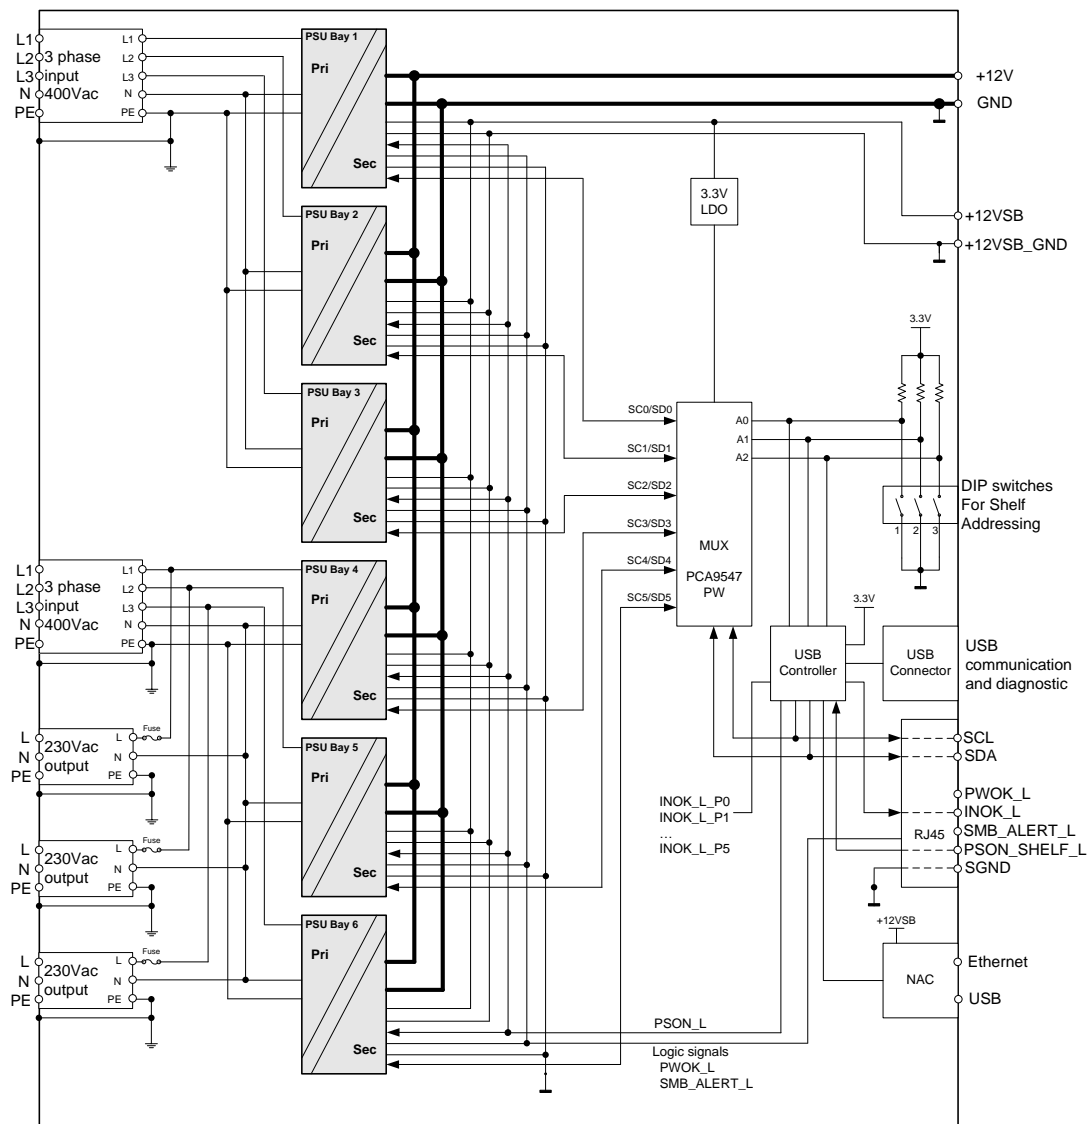 L1
L2
L3
N
PE
3 phase
input
400Vac
L1
L2
L3
N
PE
PSU Bay 1
Pri
Sec
+12V
GND
3.3V
LDO
+12VSB
+12VSB_GND
PSU Bay 2
Pri
Sec
3.3V
PSU Bay 3
Pri
Sec
SC0/SD0
SC1/SD1
SC2/SD2
SC3/SD3
SC4/SD4
SC5/SD5
MUX
PCA9547
PW
A0
A1
A2
1 2 3
DIP switches
For Shelf
Addressing
L1
L2
L3
N
PE
3 phase
input
400Vac
L1
L2
L3
N
PE
PSU Bay 4
Pri
Sec
3.3V
USB
Controller
USB
Connector
USB
communication
and diagnostic
L
N
PE
230Vac
output
L
N
PE
Fuse
PSU Bay 5
Pri
Sec
INOK_L_P0
INOK_L_P1
...
INOK_L_P5
RJ45
SCL
SDA
PWOK_L
INOK_L
SMB_ALERT_L
PSON_SHELF_L
SGND
L
N
PE
230Vac
output
L
N
PE
Fuse
PSU Bay 6
Pri
Sec
+12VSB
NAC
Ethernet
USB
L
N
PE
230Vac
output
L
N
PE
Fuse
PSON_L
Logic signals
PWOK_L
SMB_ALERT_L